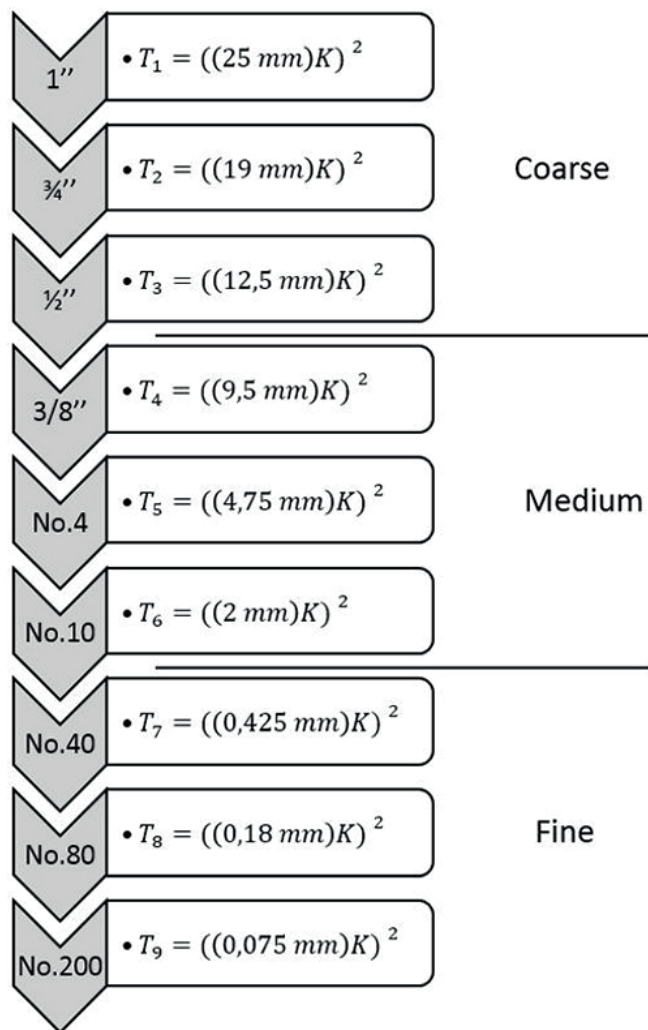 1″
• T₁ = ((25 mm)K)²
¾″
• T₂ = ((19 mm)K)²
Coarse
½″
• T₃ = ((12,5 mm)K)²
3/8″
• T₄ = ((9,5 mm)K)²
No.4
• T₅ = ((4,75 mm)K)²
Medium
No.10
• T₆ = ((2 mm)K)²
No.40
• T₇ = ((0,425 mm)K)²
No.80
• T₈ = ((0,18 mm)K)²
Fine
No.200
• T₉ = ((0,075 mm)K)²